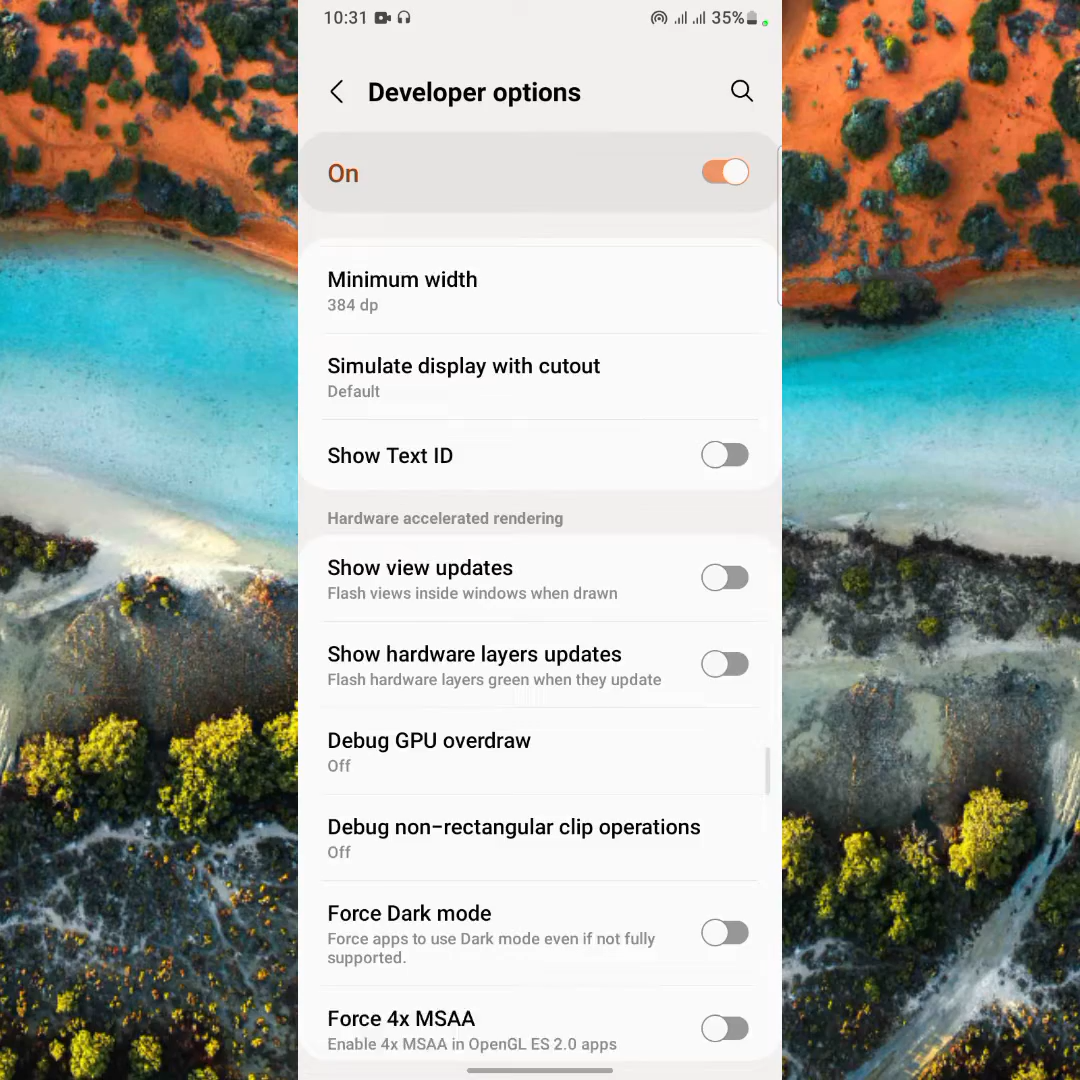 10:31 35%
Developer options
On
Minimum width
384 dp
Simulate display with cutout
Default
Show Text ID
Hardware accelerated rendering
Show view updates
Flash views inside windows when drawn
Show hardware layers updates
Flash hardware layers green when they update
Debug GPU overdraw
Off
Debug non-rectangular clip operations
Off
Force Dark mode
Force apps to use Dark mode even if not fully
supported.
Force 4x MSAA
Enable 4x MSAA in OpenGL ES 2.0 apps